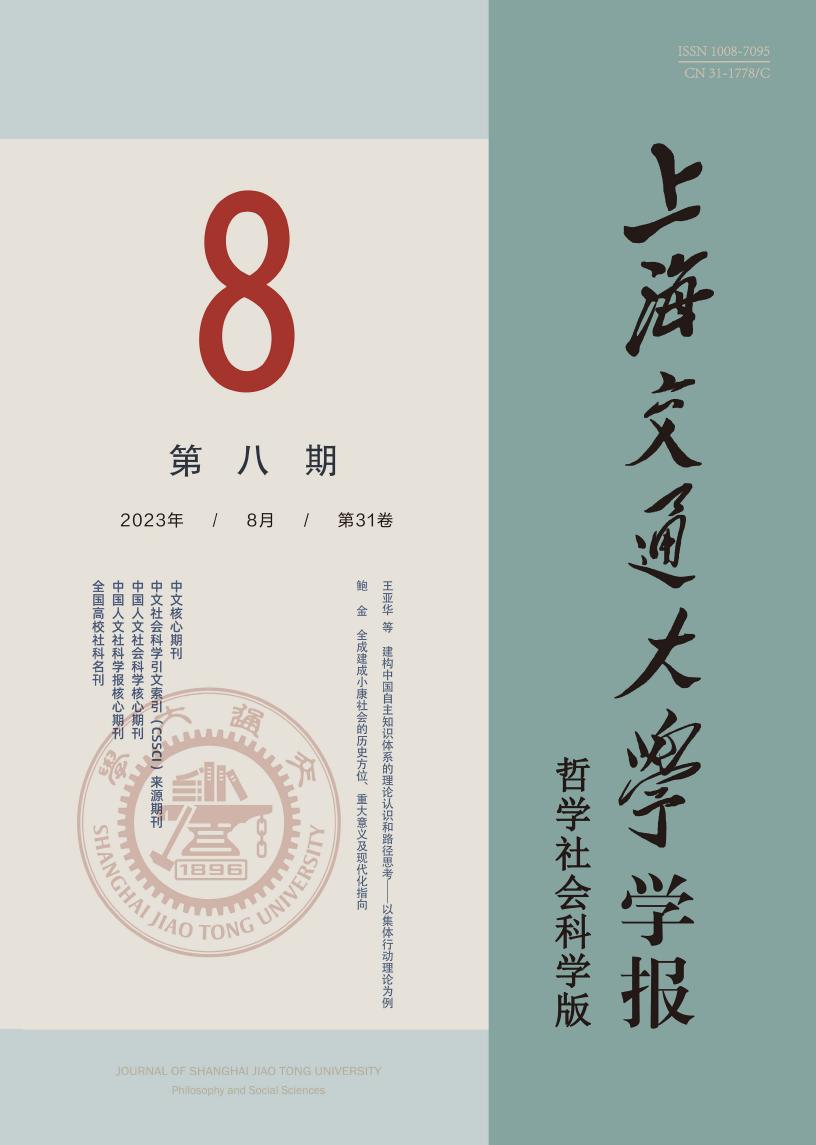 ISSN 1008-7095
CN 31-1778/C
上海交通大學学报
哲学社会科学版
8
第八期
2023年 / 8月 / 第31卷
王亚华 等 建构中国自主知识体系的理论认识和路径思考——以集体行动理论为例
鲍 金 全成建成小康社会的历史方位、重大意义及现代化指向
中文核心期刊
中文社会科学引文索引(CSSCI)来源期刊
中国人文社会科学核心期刊
中国人文社科学报核心期刊
全国高校社科名刊
學大通交
1896
SHANGHAI JIAO TONG UNIVERSITY
JOURNAL OF SHANGHAI JIAO TONG UNIVERSITY
Philosophy and Social Sciences